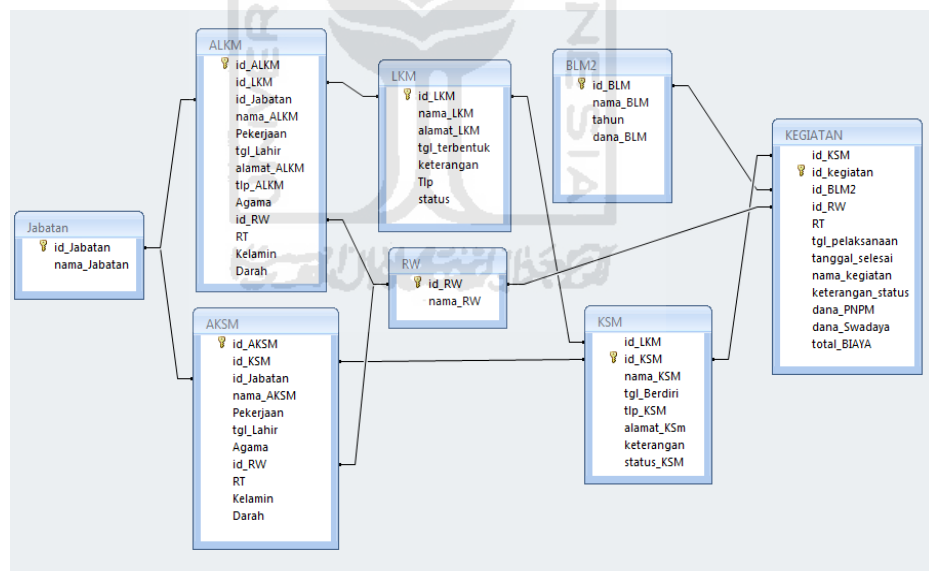 ALKM
id_ALKM
id_LKM
id_Jabatan
nama_ALKM
Pekerjaan
tgl_Lahir
alamat_ALKM
tlp_ALKM
Agama
id_RW
RT
Kelamin
Darah
LKM
id_LKM
nama_LKM
alamat_LKM
tgl_terbentuk
keterangan
Tlp
status
BLM2
id_BLM
nama_BLM
tahun
dana_BLM
KEGIATAN
id_KSM
id_kegiatan
id_BLM2
id_RW
RT
tgl_pelaksanaan
tanggal_selesai
nama_kegiatan
keterangan_status
dana_PNPM
dana_Swadaya
total_BIAYA
Jabatan
id_Jabatan
nama_Jabatan
RW
id_RW
nama_RW
AKSM
id_AKSM
id_KSM
id_Jabatan
nama_AKSM
Pekerjaan
tgl_Lahir
Agama
id_RW
RT
Kelamin
Darah
KSM
id_LKM
id_KSM
nama_KSM
tgl_Berdiri
tlp_KSM
alamat_KSm
keterangan
status_KSM